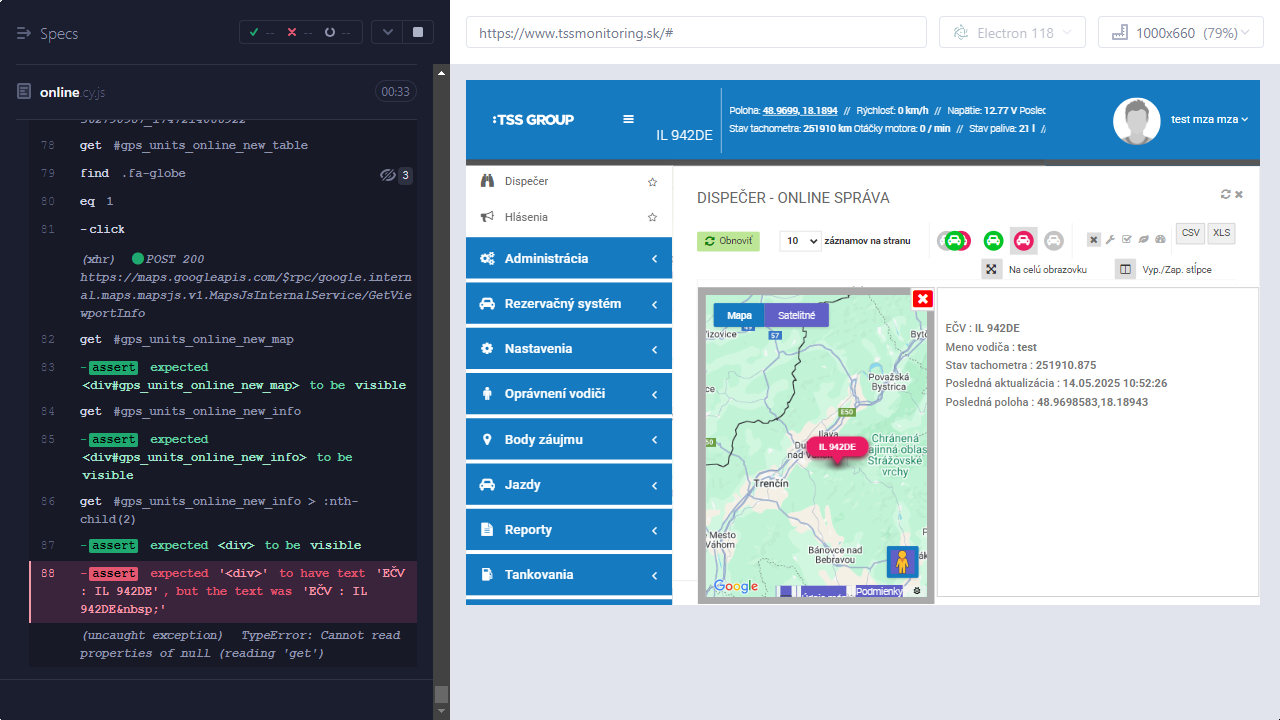 Specs
-- -- --
online.cy.js
00:33
78 get #gps_units_online_new_table
79 find .fa-globe 3
80 eq 1
81 -click
(xhr) POST 200
https://maps.googleapis.com/$rpc/google.intern
al.maps.mapsjs.v1.MapsJsInternalService/GetVie
wportInfo
82 get #gps_units_online_new_map
83 -assert expected
<div#gps_units_online_new_map> to be visible
84 get #gps_units_online_new_info
85 -assert expected
<div#gps_units_online_new_info> to be
visible
86 get #gps_units_online_new_info > :nth-
child(2)
87 -assert expected <div> to be visible
88 -assert expected '<div>' to have text 'EČV
: IL 942DE', but the text was 'EČV : IL
942DE&nbsp;'
(uncaught exception) TypeError: Cannot read
properties of null (reading 'get')
https://www.tssmonitoring.sk/#
Electron 118
1000x660 (79%)
:TSS GROUP
IL 942DE
Poloha: 48.9699, 18.1894 // Rýchlosť: 0 km/h // Napätie: 12.77 V Posled
Stav tachometra: 251910 km Otáčky motora: 0 / min // Stav paliva: 21 l //
test mza mza
Dispečer
Hlásenia
Administrácia
Rezervačný systém
Nastavenia
Oprávnení vodiči
Body záujmu
Jazdy
Reporty
Tankovania
DISPEČER - ONLINE SPRÁVA
Obnoviť
10 záznamov na stranu
CSV XLS
Na celú obrazovku
Vyp./Zap. stĺpce
Mapa Satelitné
57
Považská
Bystrica
E50
Ilava
IL 942DE
Chránená
Strážovské
vrchy
Trenčín
Mesto
Váhom
Bánovce nad
Bebravou
Google
Podmienky
EČV : IL 942DE
Meno vodiča : test
Stav tachometra : 251910.875
Posledná aktualizácia : 14.05.2025 10:52:26
Posledná poloha : 48.9698583,18.18943